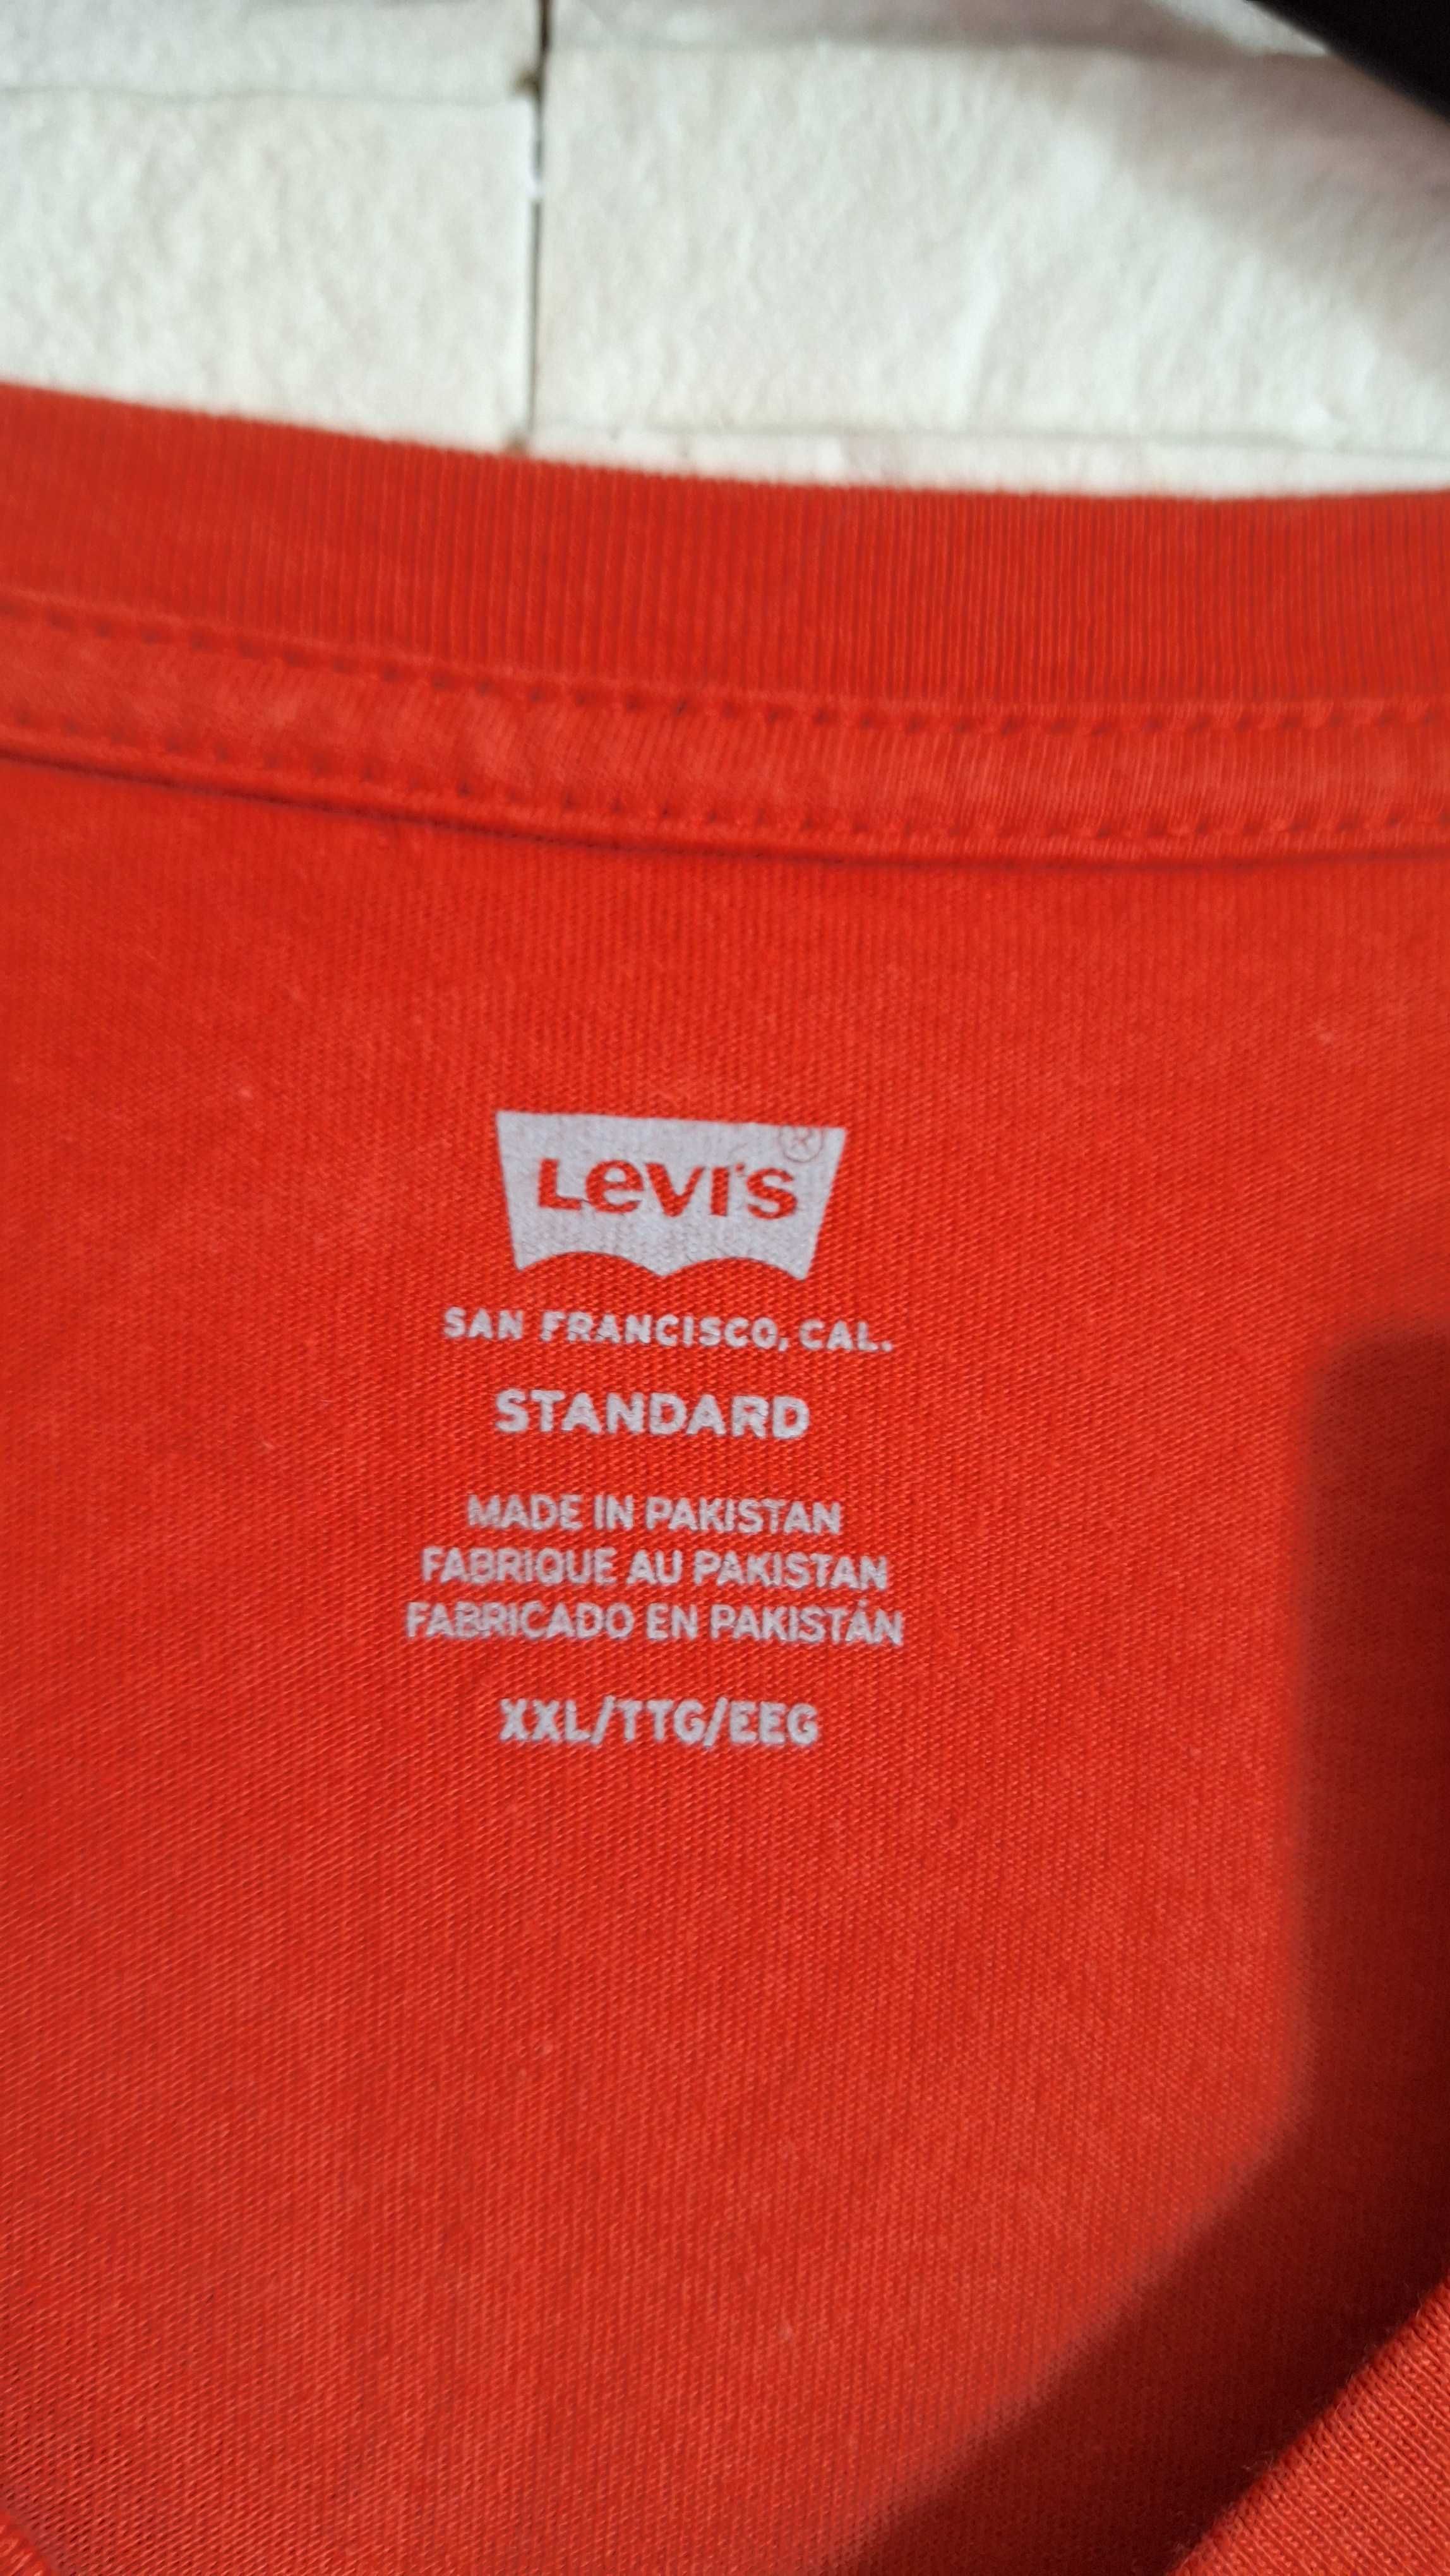 Levi's ®
SAN FRANCISCO, CAL.
STANDARD
MADE IN PAKISTAN
FABRIQUE AU PAKISTAN
FABRICADO EN PAKISTÁN
XXL/TTG/EEG